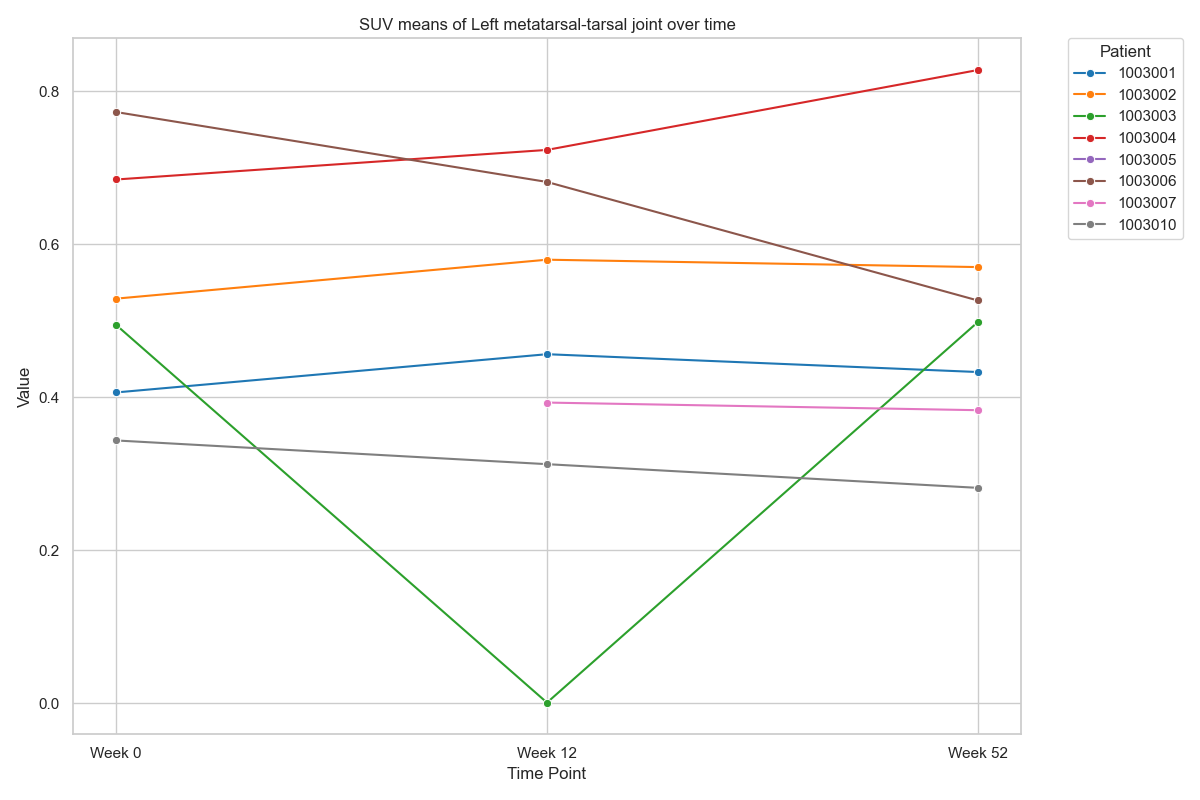 SUV means of Left metatarsal-tarsal joint over time
Patient
1003001
1003002
1003003
1003004
1003005
1003006
1003007
1003010
Value
0.8
0.6
0.4
0.2
0.0
Week 0
Week 12
Week 52
Time Point